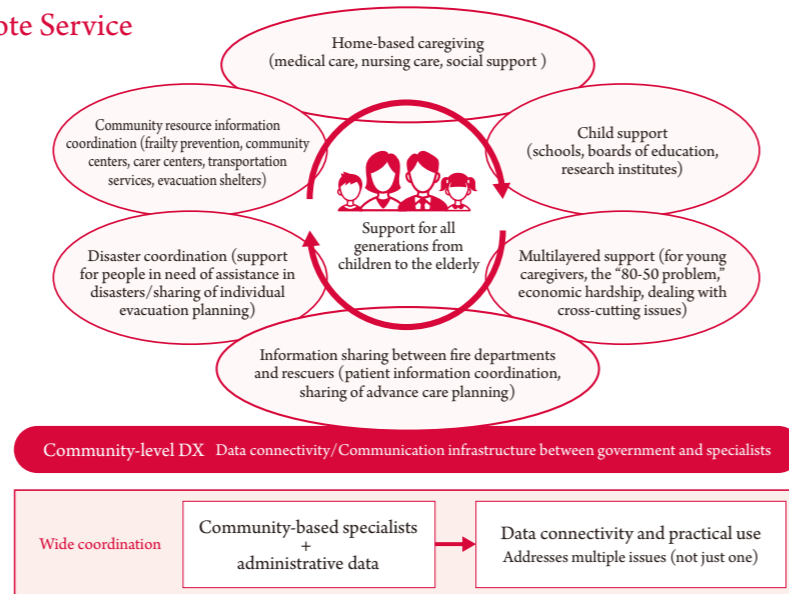 ote Service
Home-based caregiving
(medical care, nursing care, social support )
Community resource information
coordination (frailty prevention, community
centers, carer centers, transportation
services, evacuation shelters)
Child support
(schools, boards of education,
research institutes)
Support for all
generations from
children to the elderly
Disaster coordination (support
for people in need of assistance in
disasters/sharing of individual
evacuation planning)
Multilayered support (for young
caregivers, the “80-50 problem,”
economic hardship, dealing with
cross-cutting issues)
Information sharing between fire departments
and rescuers (patient information coordination,
sharing of advance care planning)
Community-level DX Data connectivity/Communication infrastructure between government and specialists
Wide coordination
Community-based specialists
+
administrative data
Data connectivity and practical use
Addresses multiple issues (not just one)